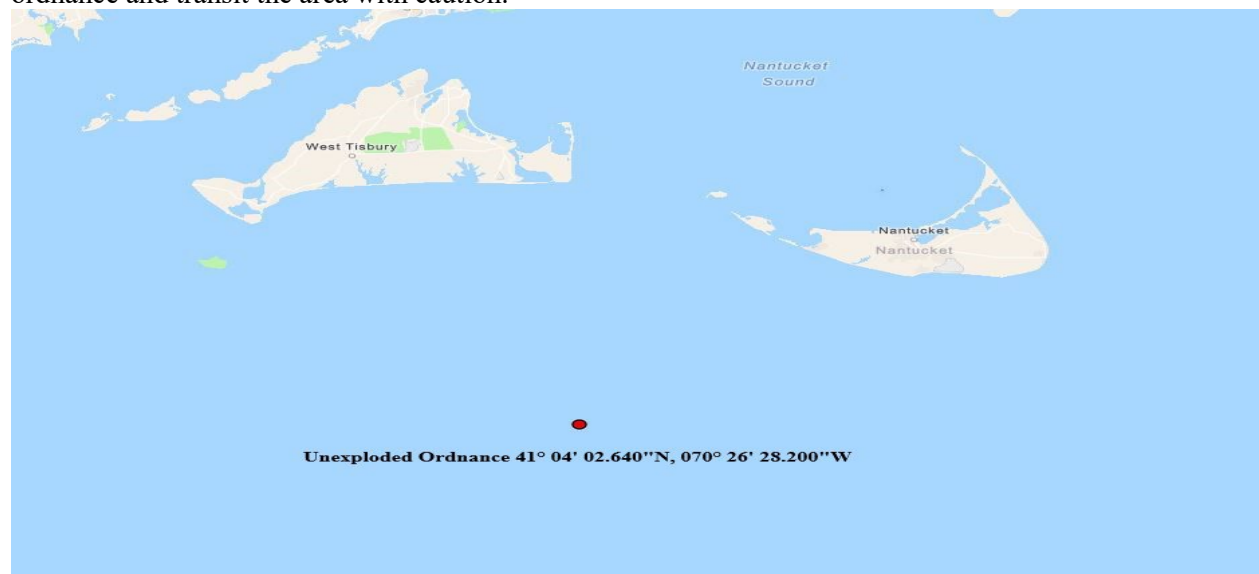 ordnance and transit the area with caution.
Nantucket
Sound
West Tisbury
Nantucket
Nantucket
Unexploded Ordnance 41° 04' 02.640"N, 070° 26' 28.200"W